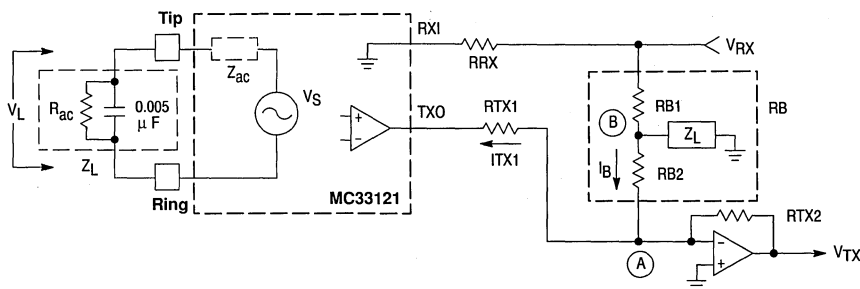 Tip
RXI
VRX
RRX
Zac
VS
VL
Rac
0.005
µ F
ZL
TXO
RTX1
ITX1
RB1
RB
B
ZL
IB
RB2
Ring
MC33121
RTX2
A
VTX
+
−
−
+